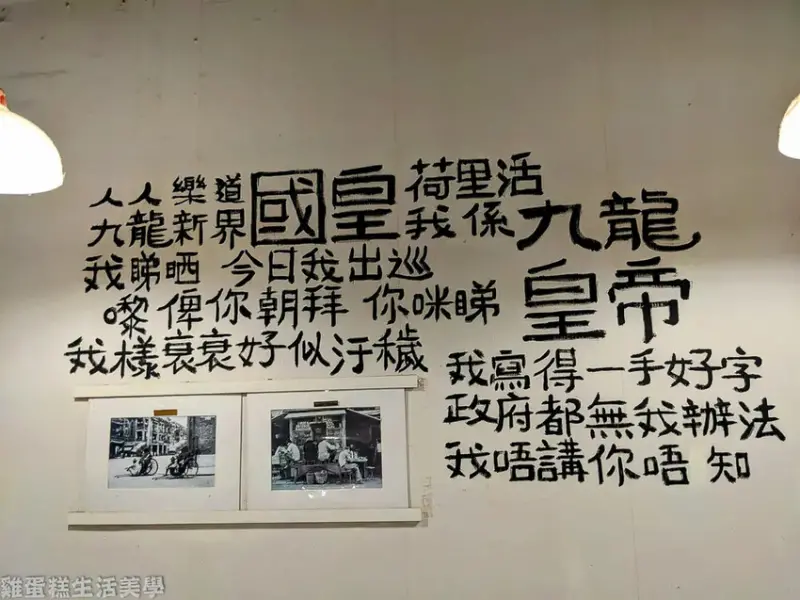 人人樂道國皇荷里活
九龍新界我係九龍
皇帝
我睇晒 今日我出巡
嚟俾你朝拜 你咪睇
我樣衰衰好似汙穢
我寫得一手好字
政府都無我辦法
我唔講你唔知
雞蛋糕生活美學